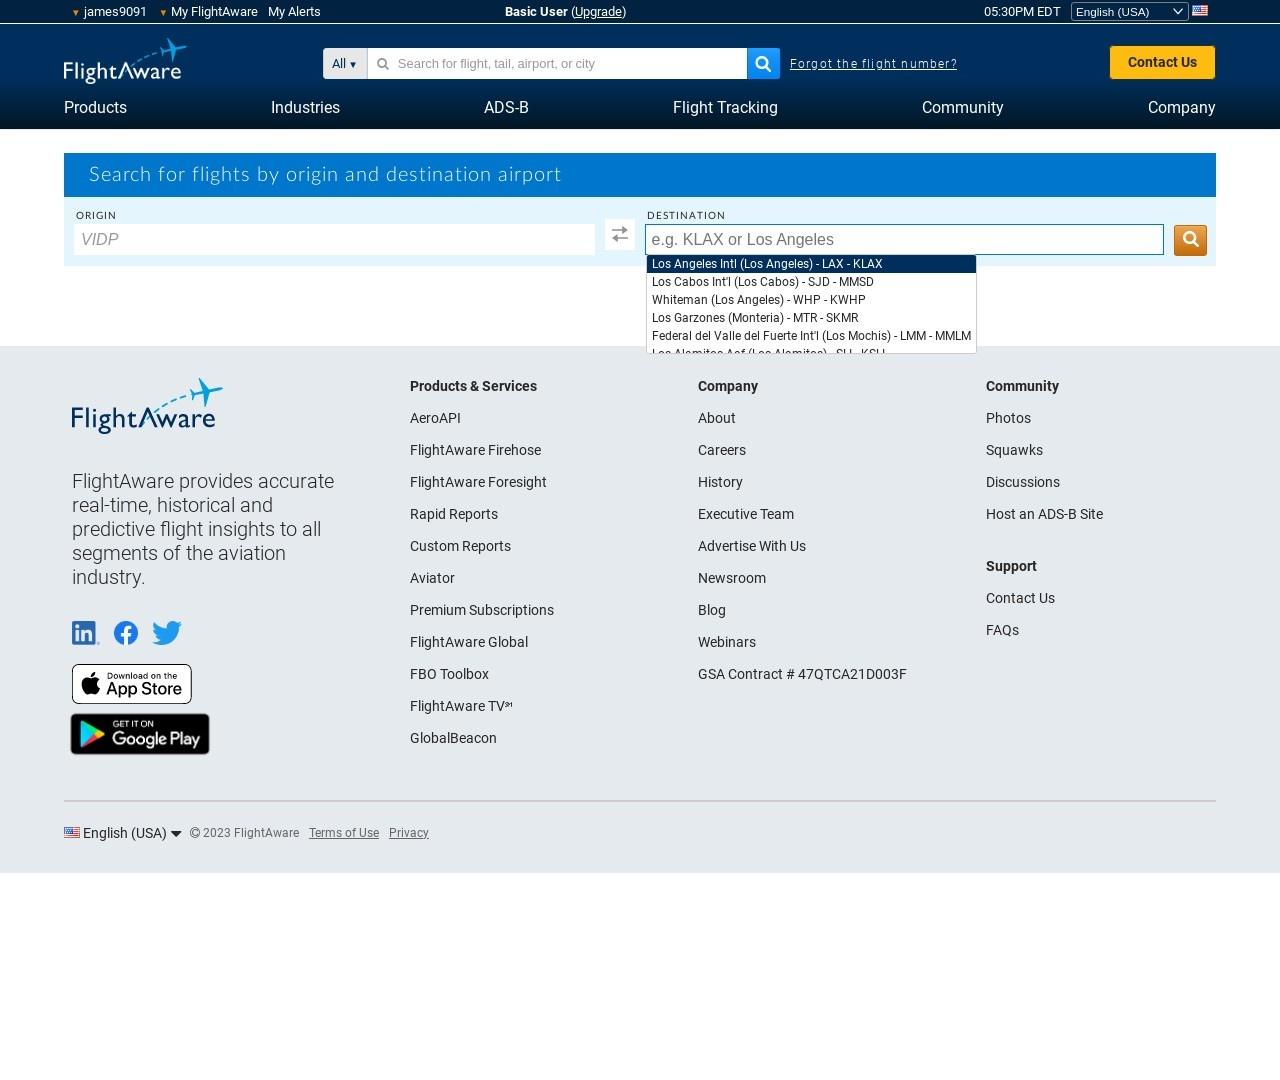 ▼ james9091 ▼ My FlightAware My Alerts Basic User (Upgrade) 05:30PM EDT English (USA)
FlightAware All ▼ Search for flight, tail, airport, or city Forgot the flight number? Contact Us
Products Industries ADS-B Flight Tracking Community Company
Search for flights by origin and destination airport
ORIGIN DESTINATION
VIDP e.g. KLAX or Los Angeles
Los Angeles Intl (Los Angeles) - LAX - KLAX
Los Cabos Int'l (Los Cabos) - SJD - MMSD
Whiteman (Los Angeles) - WHP - KWHP
Los Garzones (Monteria) - MTR - SKMR
Federal del Valle del Fuerte Int'l (Los Mochis) - LMM - MMLM
Los Alamitos Aaf (Los Alamitos) - SLI - KSLI
FlightAware
FlightAware provides accurate
real-time, historical and
predictive flight insights to all
segments of the aviation
industry.
in
Download on the
App Store
GET IT ON
Google Play
Products & Services
AeroAPI
FlightAware Firehose
FlightAware Foresight
Rapid Reports
Custom Reports
Aviator
Premium Subscriptions
FlightAware Global
FBO Toolbox
FlightAware TV℠
GlobalBeacon
Company
About
Careers
History
Executive Team
Advertise With Us
Newsroom
Blog
Webinars
GSA Contract # 47QTCA21D003F
Community
Photos
Squawks
Discussions
Host an ADS-B Site
Support
Contact Us
FAQs
English (USA) © 2023 FlightAware Terms of Use Privacy